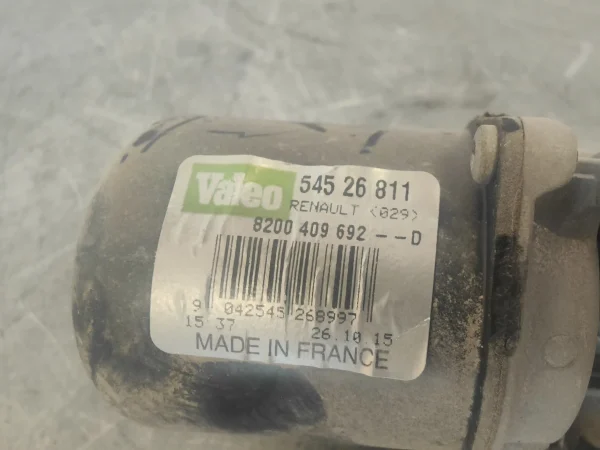 Valeo 545 26 811
RENAULT (029)
8200 409 692 -- D
9 042545 268997
15 37 26.10 15
MADE IN FRANCE